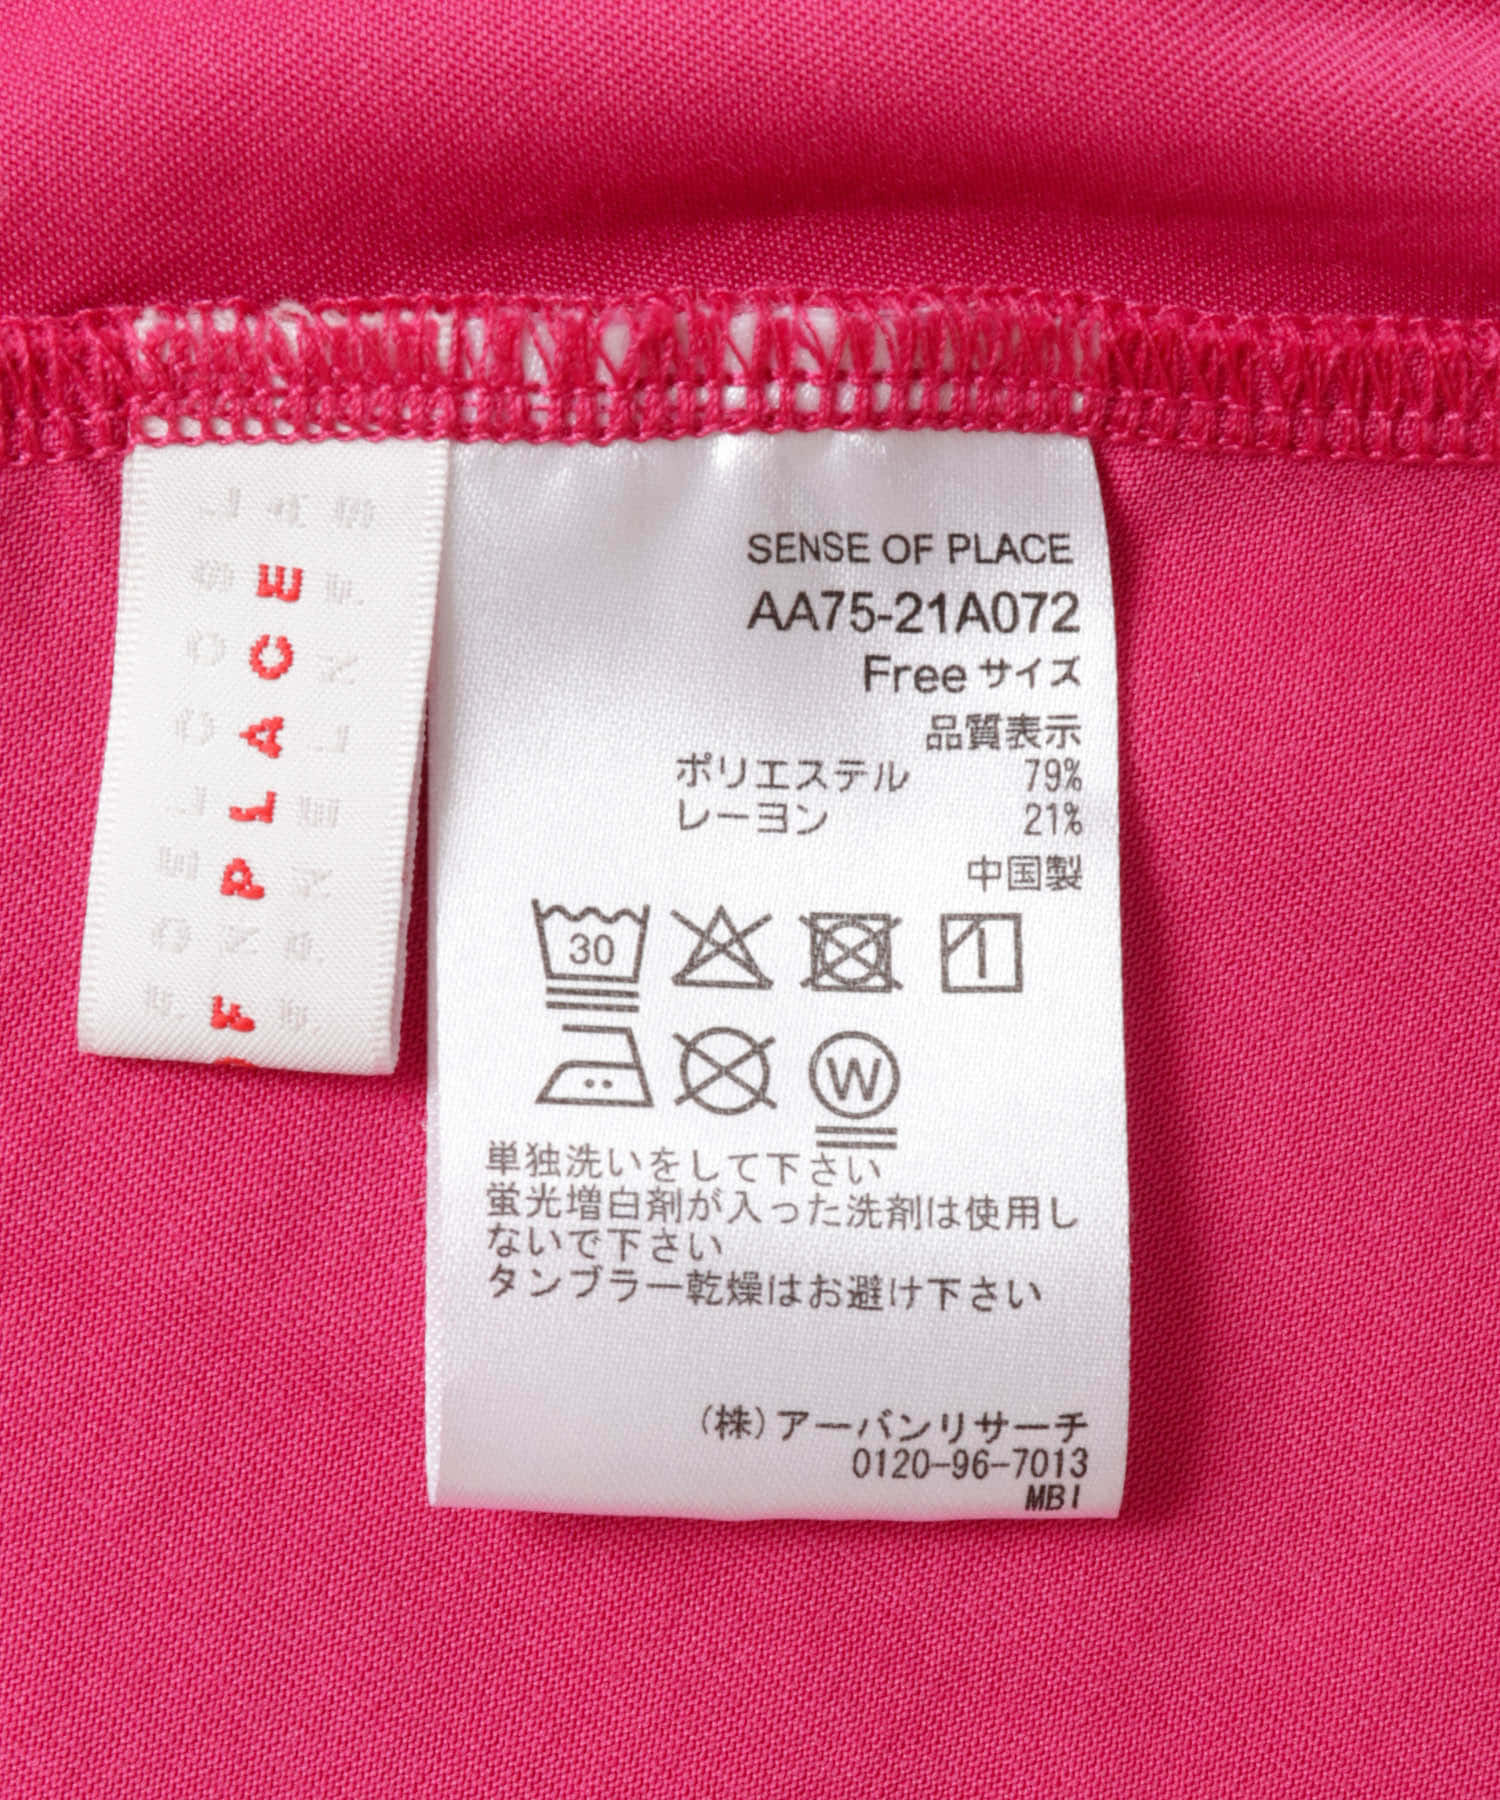 PLACE
OF
SENSE OF PLACE
AA75-21A072
Free サイズ
品質表示
ポリエステル 79%
レーヨン 21%
中国製
30
W
単独洗いをして下さい
蛍光増白剤が入った洗剤は使用し
ないで下さい
タンブラー乾燥はお避け下さい
(株)アーバンリサーチ
0120-96-7013
MBI